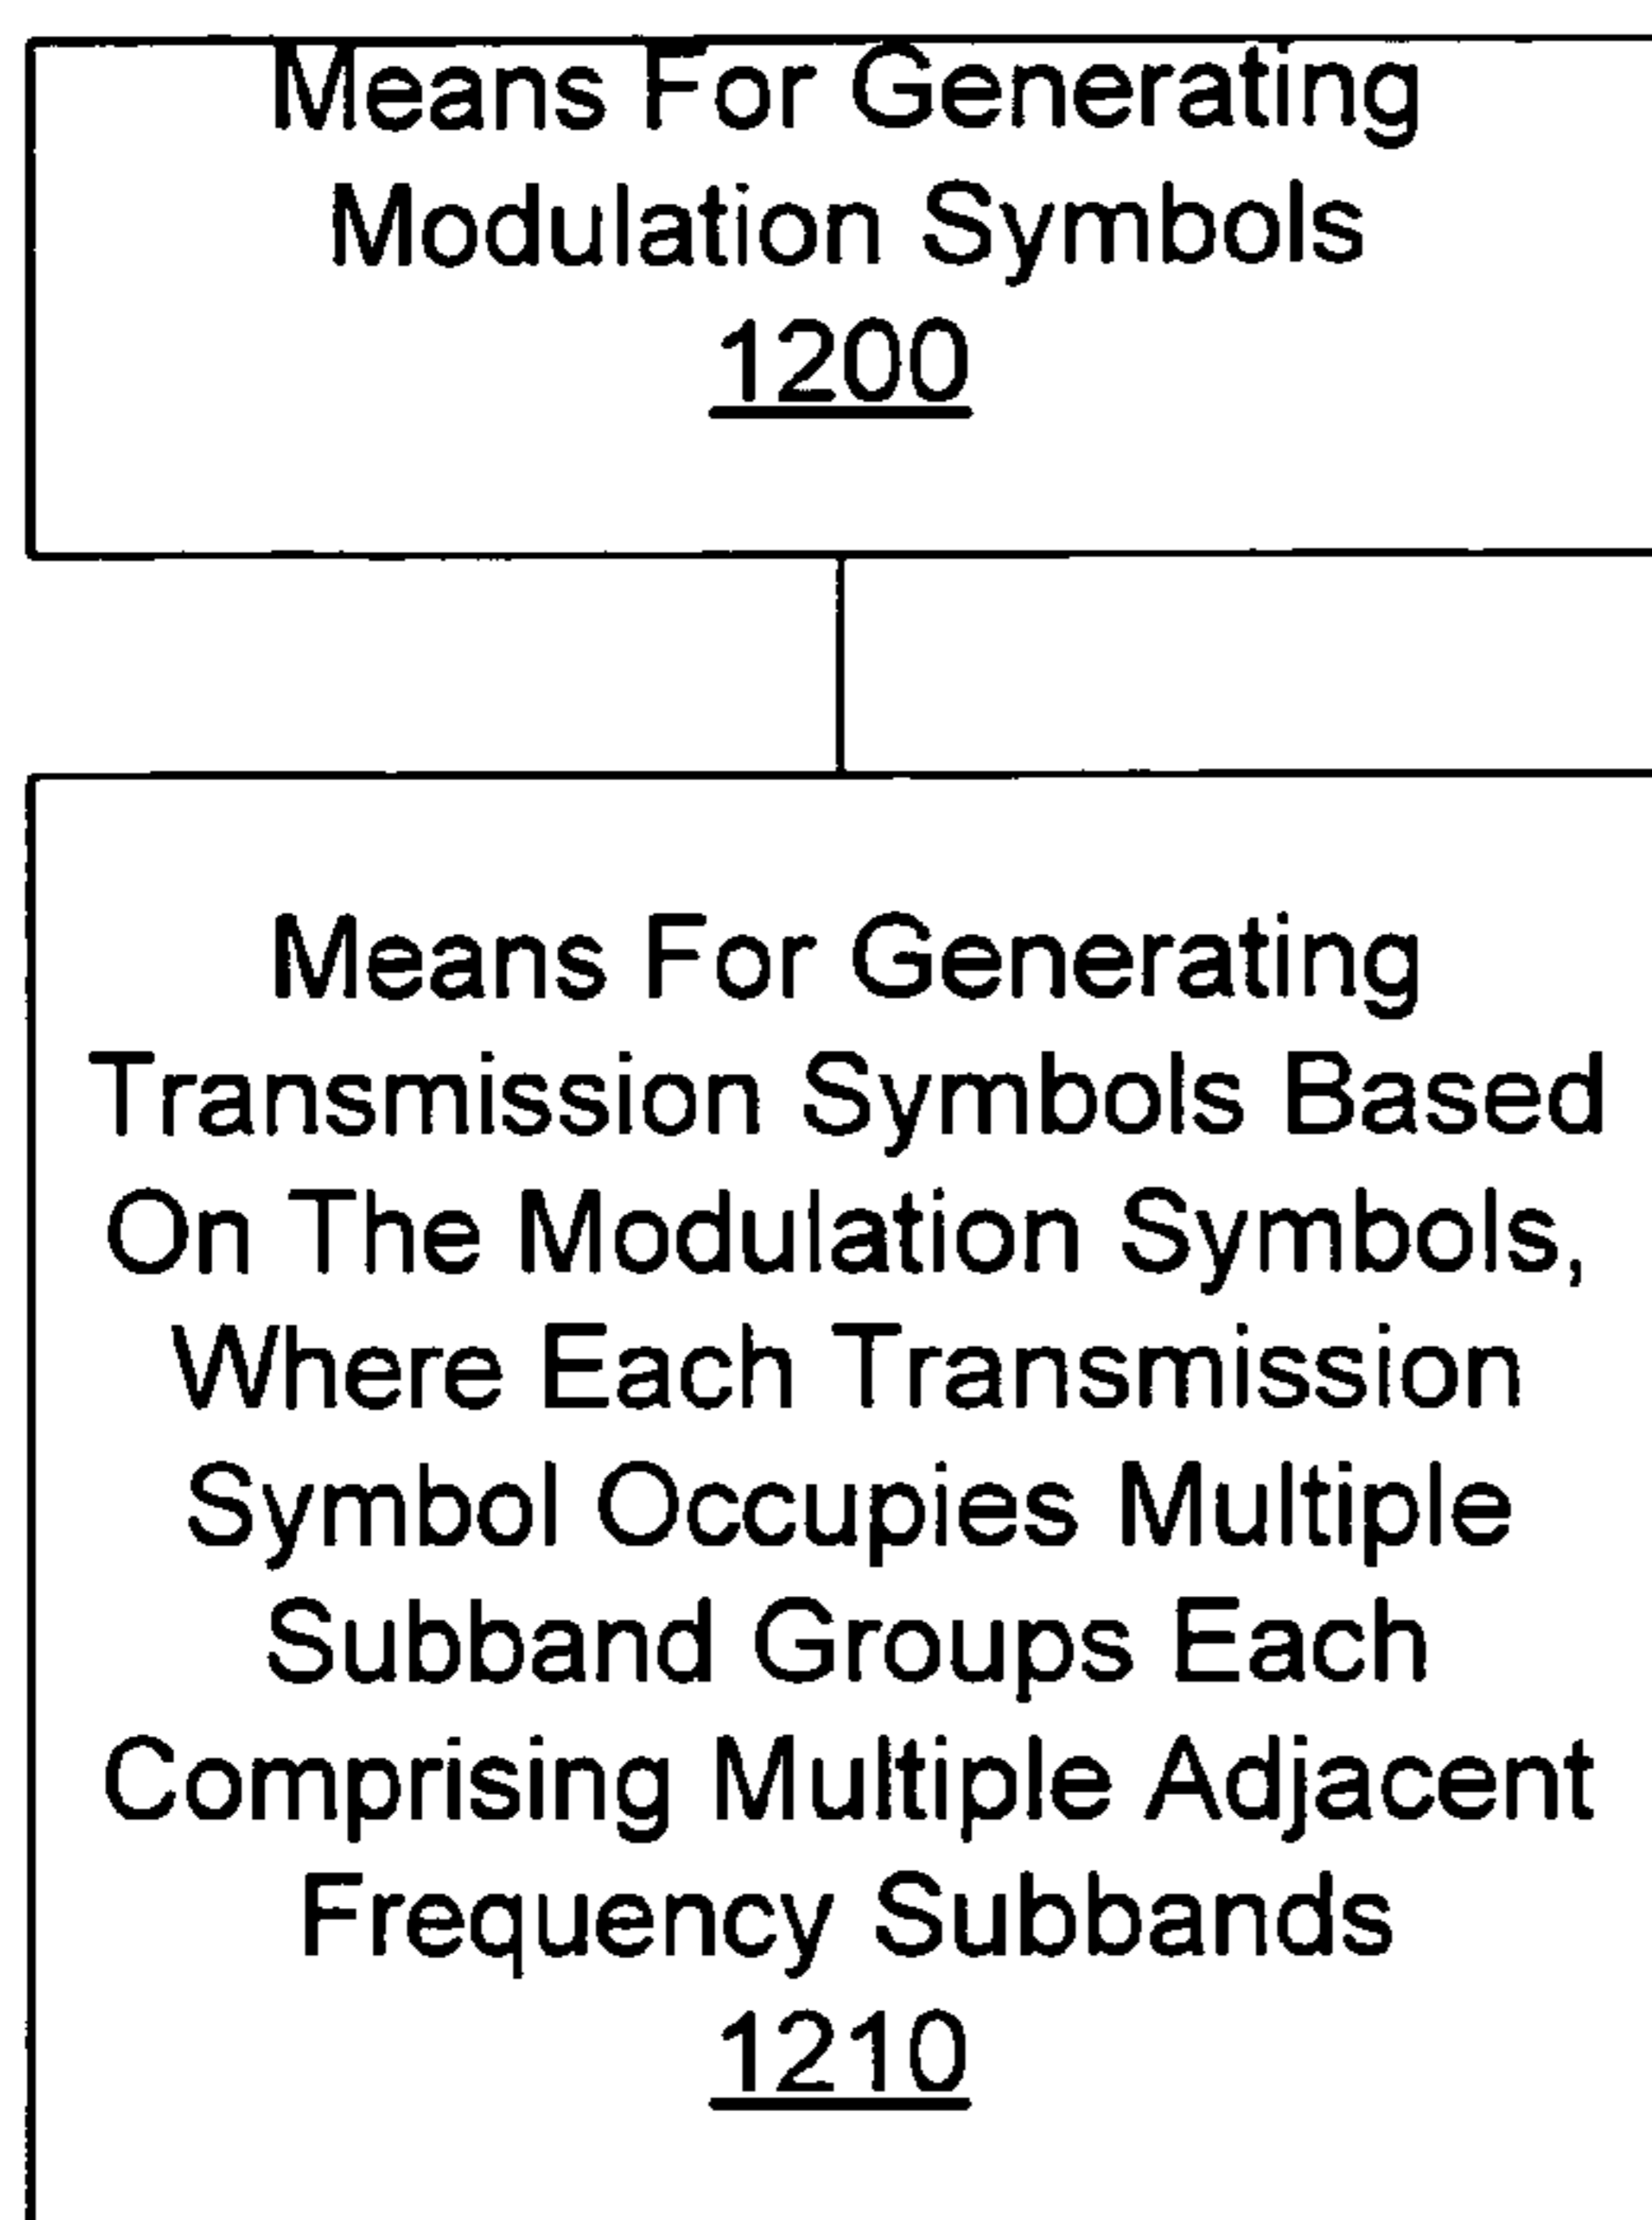 Means For Generating
Modulation Symbols
1200
Means For Generating
Transmission Symbols Based
On The Modulation Symbols,
Where Each Transmission
Symbol Occupies Multiple
Subband Groups Each
Comprising Multiple Adjacent
Frequency Subbands
1210